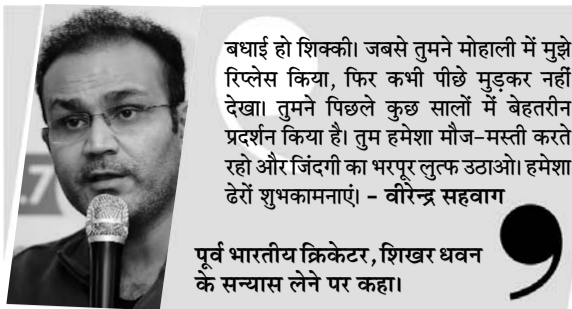 बधाई हो शिक्की। जबसे तुमने मोहाली में मुझे
रिप्लेस किया, फिर कभी पीछे मुड़कर नहीं
देखा। तुमने पिछले कुछ सालों में बेहतरीन
प्रदर्शन किया है। तुम हमेशा मौज-मस्ती करते
रहो और जिंदगी का भरपूर लुत्फ उठाओ। हमेशा
ढेरों शुभकामनाएं। - वीरेन्द्र सहवाग
पूर्व भारतीय क्रिकेटर,शिखर धवन
के सन्यास लेने पर कहा।
.7